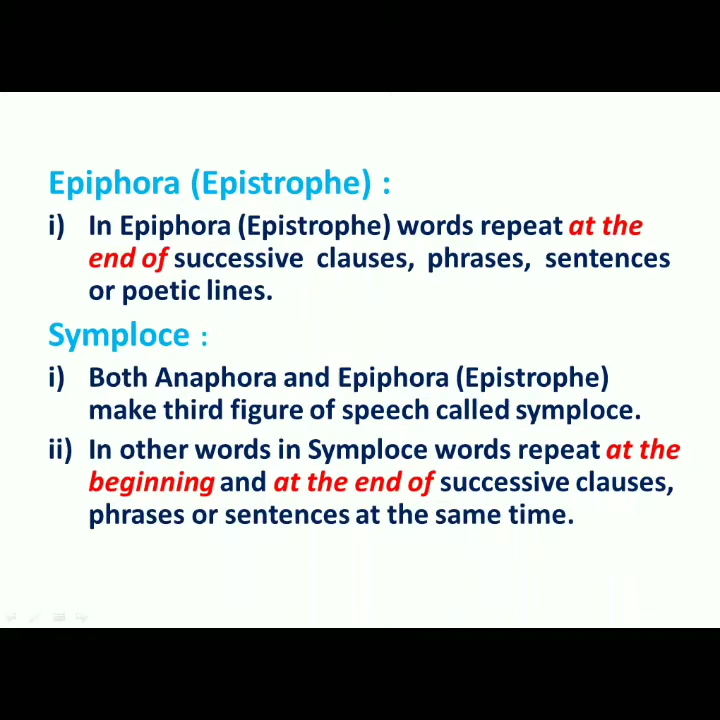 Epiphora (Epistrophe) :
i) In Epiphora (Epistrophe) words repeat at the
end of successive clauses, phrases, sentences
or poetic lines.
Symploce :
i) Both Anaphora and Epiphora (Epistrophe)
make third figure of speech called symploce.
ii) In other words in Symploce words repeat at the
beginning and at the end of successive clauses,
phrases or sentences at the same time.